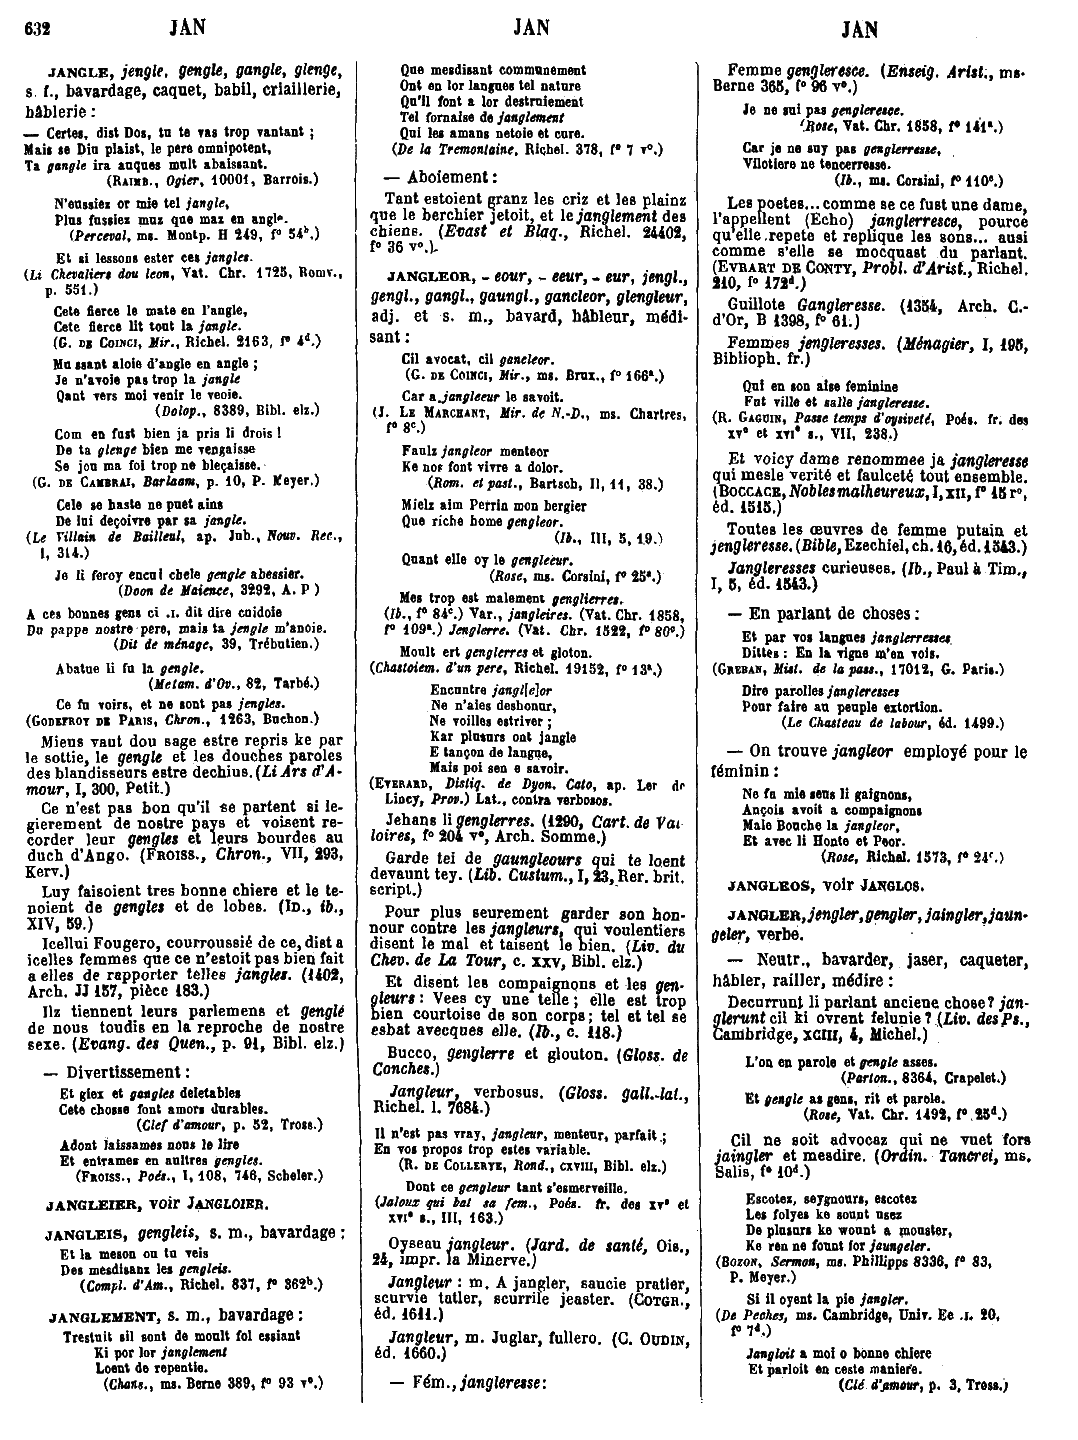 632 JAN JAN JAN
JANGLE, jengle, gengle, gangle, glenge,
s. f., bavardage, caquet, babil, criaillerie,
hâblerie :
— Certes, dist Dos, tu te vas trop vantant ;
Mais se Diu plaist, le pere omnipotent,
Ta gangle ira auques mult abaissant.
(RAIMB., Ogier, 10001, Barrois.)
N'eussiez or mie tel jangle,
Plus fussiez muz que maz en angle.
(Perceval, ms. Montp. H 249, f° 54b.)
Et si lessons ester ces jangles.
(Li Chevaliers dou leon, Vat. Chr. 1725, Romv.,
p. 551.)
Cete fierce le mate en l'angle,
Cete fierce lit tout la jangle.
(G. DE COINCI, Mir., Richel. 2163, f° 4d.)
Mu ssant aloie d'angle en angle ;
Je n'avoie pas trop la jangle
Qant vers moi venir le veoie.
(Dolop., 8389, Bibl. elz.)
Com en fust bien ja pris li drois !
De ta glenge bien me vengaisse
Se jou ma foi trop ne bleçaisse.
(G. DE CAMBRAI, Barlaam, p. 10, P. Meyer.)
Cele se haste ne puet ains
De lui deçoivre par sa jangle.
(Le Villain de Bailleul, ap. Jub., Nouv. Rec.,
I, 314.)
Je li feroy encui chele gengle abessier.
(Doon de Maience, 3292, A. P )
A ces bonnes gens ci .I. dit dire cuidoie
Du pappe nostre pere, mais ta jengle m'anoie.
(Dit de ménage, 39, Trébutien.)
Abatue li fu la gengle.
(Metam. d'Ov., 82, Tarbé.)
Ce fu voirs, et ne sont pas jengles.
(GODEFROY DE PARIS, Chron., 1263, Buchon.)
Mieus vaut dou sage estre repris ke par
le sottie, le gengle et les douches paroles
des blandisseurs estre dechius. (Li Ars d'A-
mour, I, 300, Petit.)
Ce n'est pas bon qu'il se partent si le-
gierement de nostre pays et voisent re-
corder leur gengles et leurs bourdes au
duch d'Ango. (FROISS., Chron., VII, 293,
Kerv.)
Luy faisoient tres bonne chiere et le te-
noient de gengles et de lobes. (ID., ib.,
XIV, 59.)
Icellui Fougero, courroussié de ce, dist a
icelles femmes que ce n'estoit pas bien fait
a elles de rapporter telles jangles. (1402,
Arch. JJ 157, pièce 183.)
Ilz tiennent leurs parlemens et genglé
de nous toudis en la reproche de nostre
sexe. (Evang. des Quen., p. 91, Bibl. elz.)
— Divertissement :
Et giex et gangles deletables
Cete chosse font amors durables.
(Clef d'amour, p. 52, Tross.)
Adont laissames nous le lire
Et entrames en aultres gengles.
(FROISS., Poés., I, 108, 746, Scheler.)
JANGLEIER, voir JANGLOIER.
JANGLEIS, gengleis, s. m., bavardage :
Et la meson ou tu veis
Des mesdisanz les gengleis.
(Compl. d'Am., Richel. 837, f° 362b.)
JANGLEMENT, s. m., bavardage :
Trestuit sil sont de moult fol essiant
Ki por lor janglement
Loent de repentie.
(Chans., ms. Berne 389, f° 93 v°.)
Que mesdisant communement
Ont en lor langues tel nature
Qu'il font a lor destruiement
Tel fornaise de janglement
Qui les amans netoie et cure.
(De la Tremontaine, Richel. 378, f° 7 v°.)
— Aboiement :
Tant estoient granz les criz et les plainz
que le berchier jetoit, et le janglement des
chiens. (Evast et Blaq., Richel. 24402,
f° 36 v°.)
JANGLEOR, - eour, - eeur, - eur, jengl.,
gengl., gangl., gaungl., gancleor, glengleur,
adj. et s. m., bavard, hâbleur, médi-
sant :
Cil avocat, cil gancleor.
(G. DE COINCI, Mir., ms. Brux., f° 166a.)
Car a jangleeur le savoit.
(J. LE MARCHANT, Mir. de N.-D., ms. Chartres,
f° 8c.)
Faulz jangleor menteor
Ke nos font vivre a dolor.
(Rom. et past., Bartsch, II, 11, 38.)
Mielz aim Perrin mon bergier
Que riche home gengleor.
(Ib., III, 5, 19.)
Quant elle oy le gengleeur.
(Rose, ms. Corsini, f° 25a.)
Mes trop est malement genglierres.
(Ib., f° 84c.) Var., jangleires. (Vat. Chr. 1858,
f° 109a.) Jenglerre. (Vat. Chr. 1522, f° 80c.)
Moult ert genglerres et gloton.
(Chastoiem. d'un pere, Richel. 19152, f° 13a.)
Encuntre jangl[e]or
Ne n'aies deshonur,
Ne voilles estriver ;
Kar plusurs ont jangle
E tançon de langue,
Mais poi sen e savoir.
(EVERARD, Distiq. de Dyon. Cato, ap. Ler de
Lincy, Prov.) Lat., contra verbosos.
Jehans li genglerres. (1290, Cart. de Val
loires, f° 204 v°, Arch. Somme.)
Garde tei de gaungleours qui te loent
devaunt tey. (Lib. Custum., I, 23, Rer. brit.
script.)
Pour plus seurement garder son hon-
nour contre les jangleurs, qui voulentiers
disent le mal et taisent le bien. (Liv. du
Chev. de La Tour, c. XXV, Bibl. elz.)
Et disent les compaignons et les gen-
gleurs : Vees cy une telle ; elle est trop
bien courtoise de son corps ; tel et tel se
esbat avecques elle. (Ib., c. 118.)
Bucco, genglerre et glouton. (Gloss. de
Conches.)
Jangleur, verbosus. (Gloss. gall.-lat.,
Richel. l. 7684.)
Il n'est pas vray, jangleur, menteur, parfait ;
En vos propos trop estes variable.
(R. DE COLLERYE, Rond., CXVIII, Bibl. elz.)
Dont ce gengleur tant s'esmerveille.
(Jaloux qui bat sa fem., Poés. fr. des XVe et
XVIe s., III, 163.)
Oyseau jangleur. (Jard. de santé, Ois.,
24, impr. la Minerve.)
Jangleur : m. A jangler, saucie pratler,
scurvie tatler, scurrile jeaster. (COTGR.,
éd. 1611.)
Jangleur, m. Juglar, fullero. (C. OUDIN,
éd. 1660.)
— Fém., jangleresse :
Femme gengleresce. (Enseig. Arist., ms.
Berne 365, f° 96 v°.)
Je ne sui pas gengleresce.
(Rose, Vat. Chr. 1858, f° 141a.)
Car je ne suy pas genglerresse,
Vilotiere ne tencerresse.
(Ib., ms. Corsini, f° 110c.)
Les poetes... comme se ce fust une dame,
l'appellent (Echo) janglerresce, pource
qu'elle repete et replique les sons... ausi
comme s'elle se mocquast du parlant.
(EVRART DE CONTY, Probl. d'Arist., Richel.
210, f° 172d.)
Guillote Gangleresse. (1354, Arch. C.-
d'Or, B 1398, f° 61.)
Femmes jengleresses. (Ménagier, I, 195,
Biblioph. fr.)
Qui en son aise feminine
Fut ville et salle jangleresse.
(R. GAGUIN, Passe temps d'oysiveté, Poés. fr. des
XVe et XVIe s., VII, 238.)
Et voicy dame renommee ja jangleresse
qui mesle verité et faulceté tout ensemble.
(BOCCACE, Nobles malheureux, I, XII, f° 15 r°,
éd. 1515.)
Toutes les œuvres de femme putain et
jengleresse. (Bible, Ezechiel, ch. 16, éd. 1543.)
Jangleresses curieuses. (Ib., Paul à Tim.,
I, 5, éd. 1543.)
— En parlant de choses :
Et par vos langues janglerresses
Dittes : En la vigne m'en vois.
(GREBAN, Mist. de la pass., 17012, G. Paris.)
Dire parolles jangleresses
Pour faire au peuple extortion.
(Le Chasteau de labour, éd. 1499.)
— On trouve jangleor employé pour le
féminin :
Ne fu mie sens li gaignons,
Ançois avoit a compaignons
Male Bouche la jangleor,
Et avec li Honte et Peor.
(Rose, Richel. 1573, f° 24c.)
JANGLEOS, voir JANGLOS.
JANGLER, jengler, gengler, jaingler, jaun-
geler, verbe.
— Neutr., bavarder, jaser, caqueter,
hâbler, railler, médire :
Decurrunt li parlant anciene chose ? jan-
glerunt cil ki ovrent felunie ? (Liv. des Ps.,
Cambridge, XCIII, 4, Michel.)
L'on en parole et gengle asses.
(Parton., 8364, Crapelet.)
Et gengle as gens, rit et parole.
(Rose, Vat. Chr. 1492, f° 25d.)
Cil ne soit advocaz qui ne vuet fors
jaingler et mesdire. (Ordin. Tancrei, ms.
Salis, f° 10d.)
Escotez, seygnours, escotez
Les folyes ke sount usez
De plusurs ke wount a mouster,
Ke ren ne fount for jaungeler.
(BOZON, Sermon, ms. Phillipps 8336, f° 83,
P. Meyer.)
Si il oyent la pie jangler.
(De Peches, ms. Cambridge, Univ. Ee .I. 20,
f° 7d.)
Jangloit a moi o bonne chiere
Et parloit en ceste maniere.
(Clé d'amour, p. 3, Tross.)